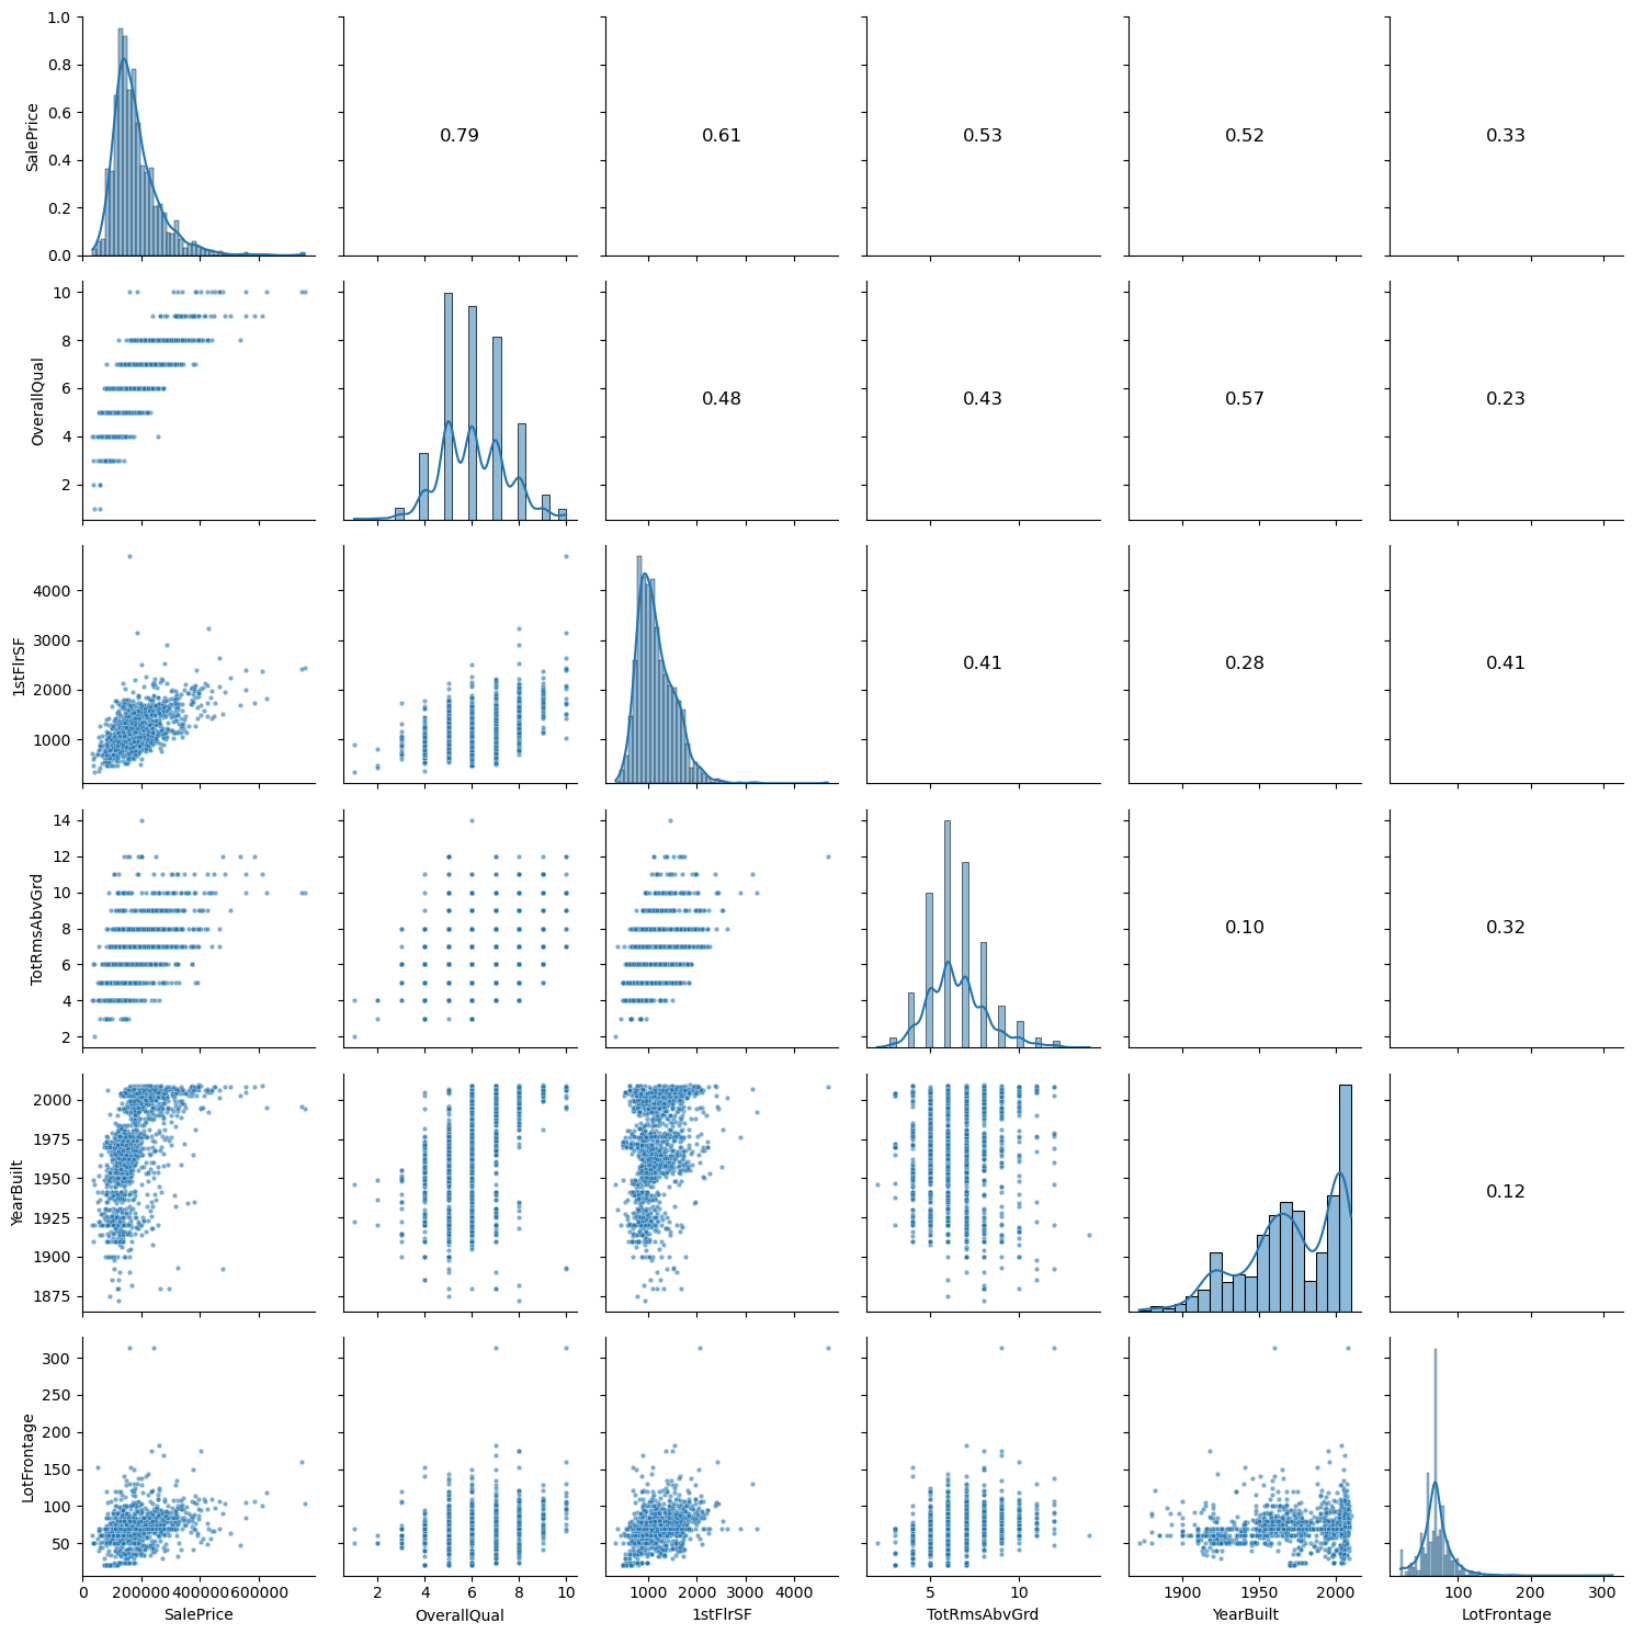 1.0
0.8
0.6
0.4
0.2
0.0
SalePrice
0.79
0.61
0.53
0.52
0.33
10
8
6
4
2
OverallQual
0.48
0.43
0.57
0.23
4000
3000
2000
1000
1stFlrSF
0.41
0.28
0.41
14
12
10
8
6
4
2
TotRmsAbvGrd
0.10
0.32
2000
1975
1950
1925
1900
1875
YearBuilt
0.12
300
250
200
150
100
50
LotFrontage
0 200000 400000 600000
SalePrice
2 4 6 8 10
OverallQual
1000 2000 3000 4000
1stFlrSF
5 10
TotRmsAbvGrd
1900 1950 2000
YearBuilt
100 200 300
LotFrontage